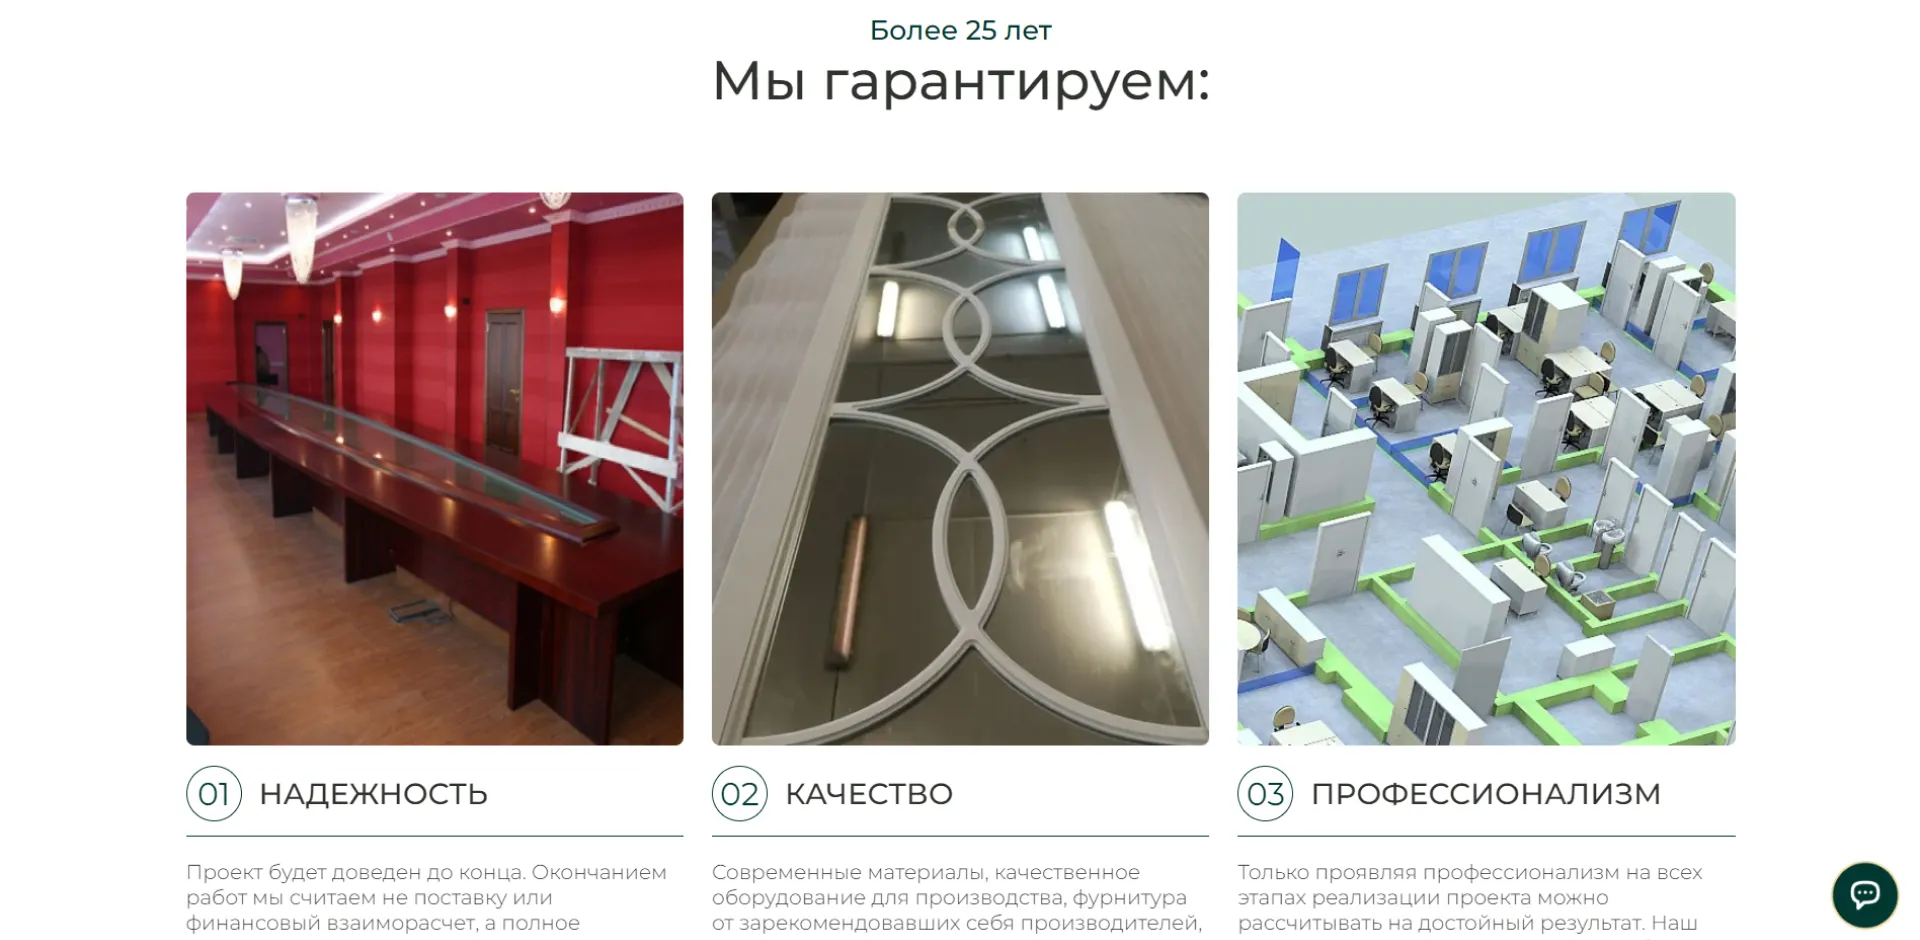 Более 25 лет
Мы гарантируем:
01 НАДЕЖНОСТЬ
Проект будет доведен до конца. Окончанием
работ мы считаем не поставку или
финансовый взаиморасчет, а полное
02 КАЧЕСТВО
Современные материалы, качественное
оборудование для производства, фурнитура
от зарекомендовавших себя производителей,
03 ПРОФЕССИОНАЛИЗМ
Только проявляя профессионализм на всех
этапах реализации проекта можно
рассчитывать на достойный результат. Наш